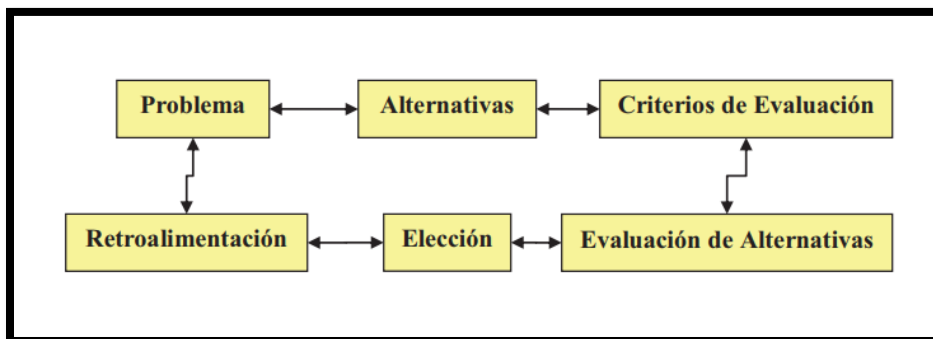 Problema
Alternativas
Criterios de Evaluación
Retroalimentación
Elección
Evaluación de Alternativas